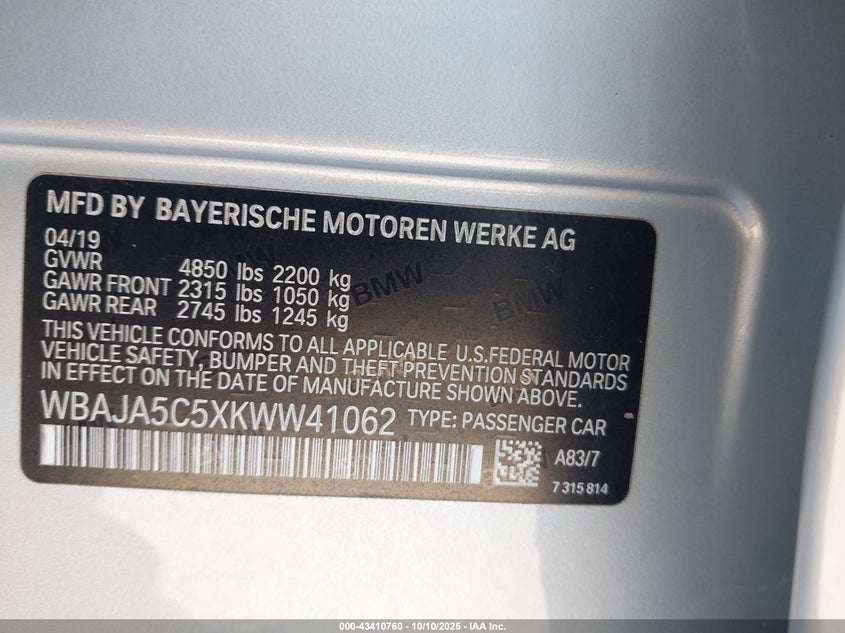 MFD BY BAYERISCHE MOTOREN WERKE AG
04/19
GVWR 4850 lbs 2200 kg
GAWR FRONT 2315 lbs 1050 kg
GAWR REAR 2745 lbs 1245 kg
THIS VEHICLE CONFORMS TO ALL APPLICABLE U.S.FEDERAL MOTOR
VEHICLE SAFETY, BUMPER AND THEFT PREVENTION STANDARDS
IN EFFECT ON THE DATE OF MANUFACTURE SHOWN ABOVE.
WBAJA5C5XKWW41062 TYPE: PASSENGER CAR
A83/7
7 315 814
BMW
BMW
000-43410760 - 10/10/2025 - IAA Inc.